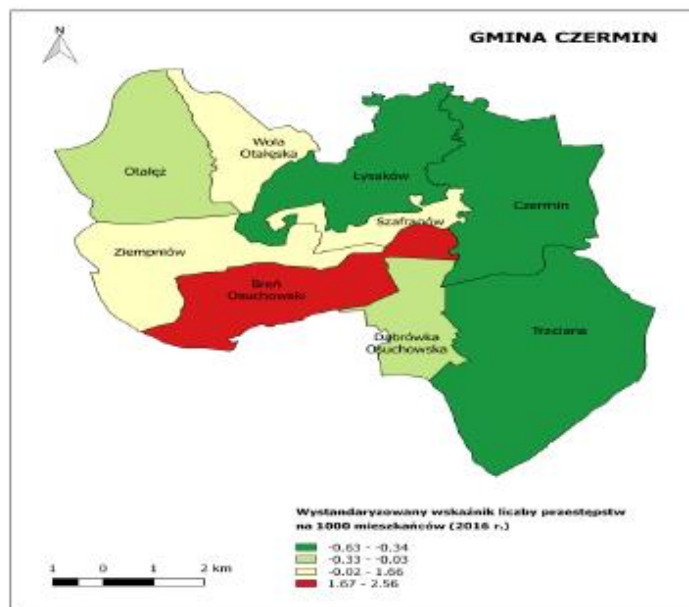 N
GMINA CZERMIN
Wola
Otałęska
Otałęż
Łysaków
Czermin
Szafranów
Ziempniów
Breń
Osuchowski
Trzciana
Dąbrówka
Osuchowska
Wystandaryzowany wskaźnik liczby przestępstw
na 1000 mieszkańców (2016 r.)
-0.63 - -0.34
-0.33 - -0.03
-0.02 - 1.66
1.67 - 2.56
1 0 1 2 km